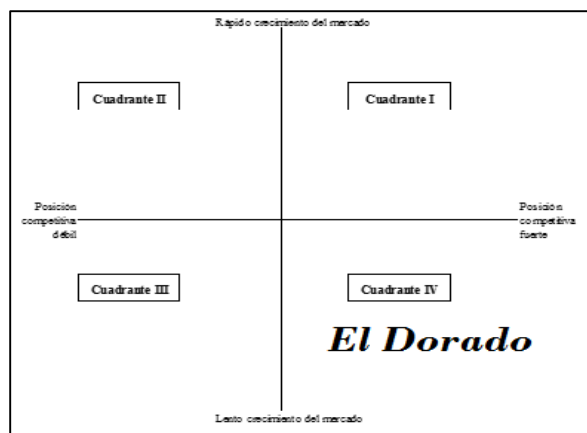 Rápido crecimiento del mercado
Cuadrante II
Cuadrante I
Posición
competitiva
débil
Posición
competitiva
fuerte
Cuadrante III
Cuadrante IV
El Dorado
Lento crecimiento del mercado